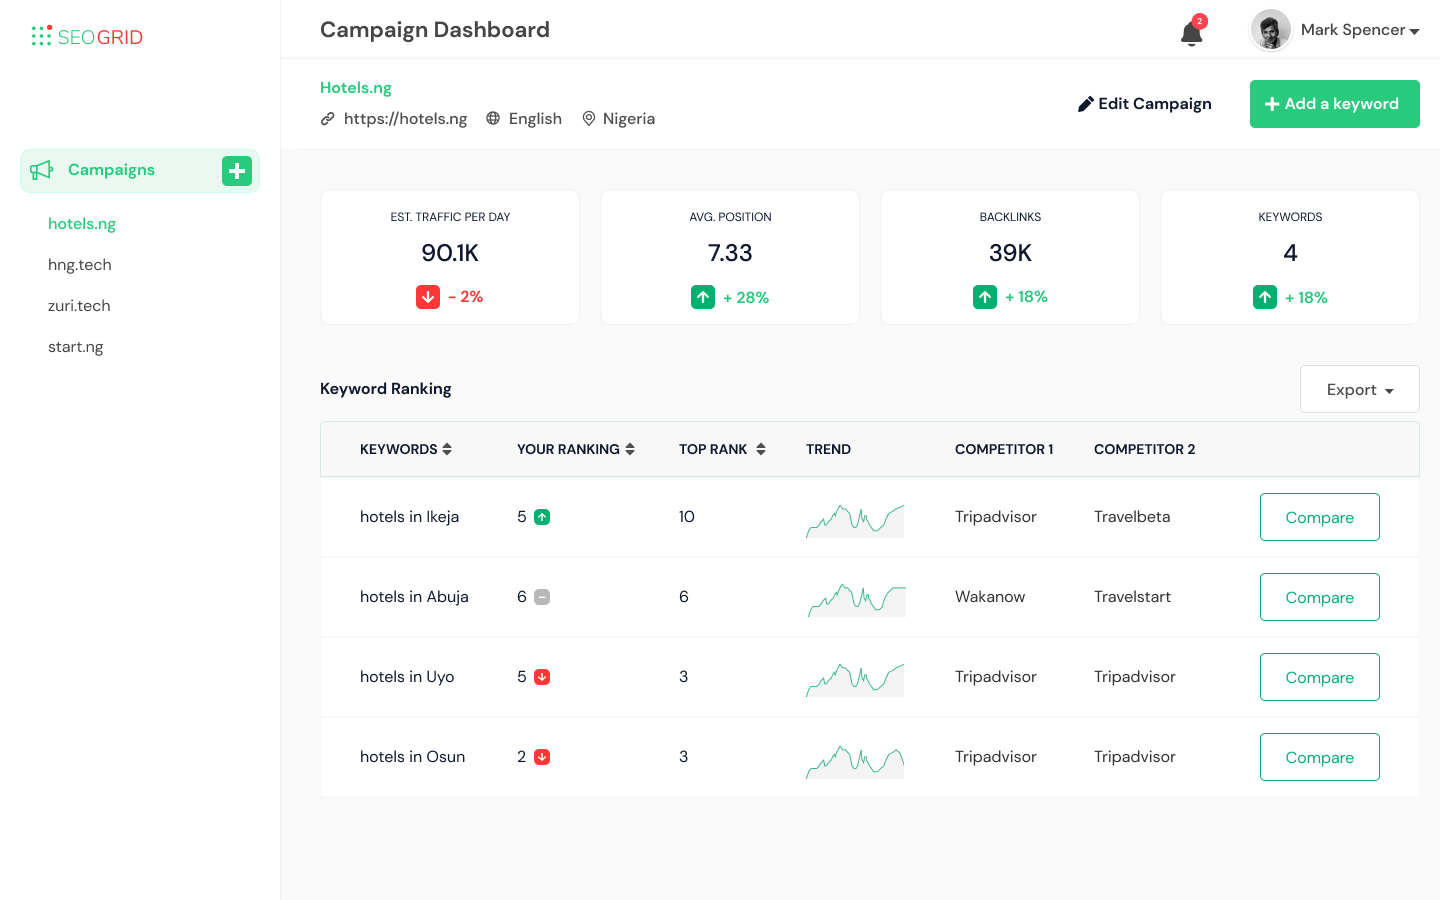 SEOGRID
Campaign Dashboard
2
Mark Spencer
Hotels.ng
https://hotels.ng English Nigeria
Edit Campaign
Add a keyword
Campaigns
hotels.ng
hng.tech
zuri.tech
start.ng
EST. TRAFFIC PER DAY
90.1K
- 2%
AVG. POSITION
7.33
+ 28%
BACKLINKS
39K
+ 18%
KEYWORDS
4
+ 18%
Keyword Ranking
Export
KEYWORDS YOUR RANKING TOP RANK TREND COMPETITOR 1 COMPETITOR 2
hotels in Ikeja 5 10 Tripadvisor Travelbeta Compare
hotels in Abuja 6 6 Wakanow Travelstart Compare
hotels in Uyo 5 3 Tripadvisor Tripadvisor Compare
hotels in Osun 2 3 Tripadvisor Tripadvisor Compare